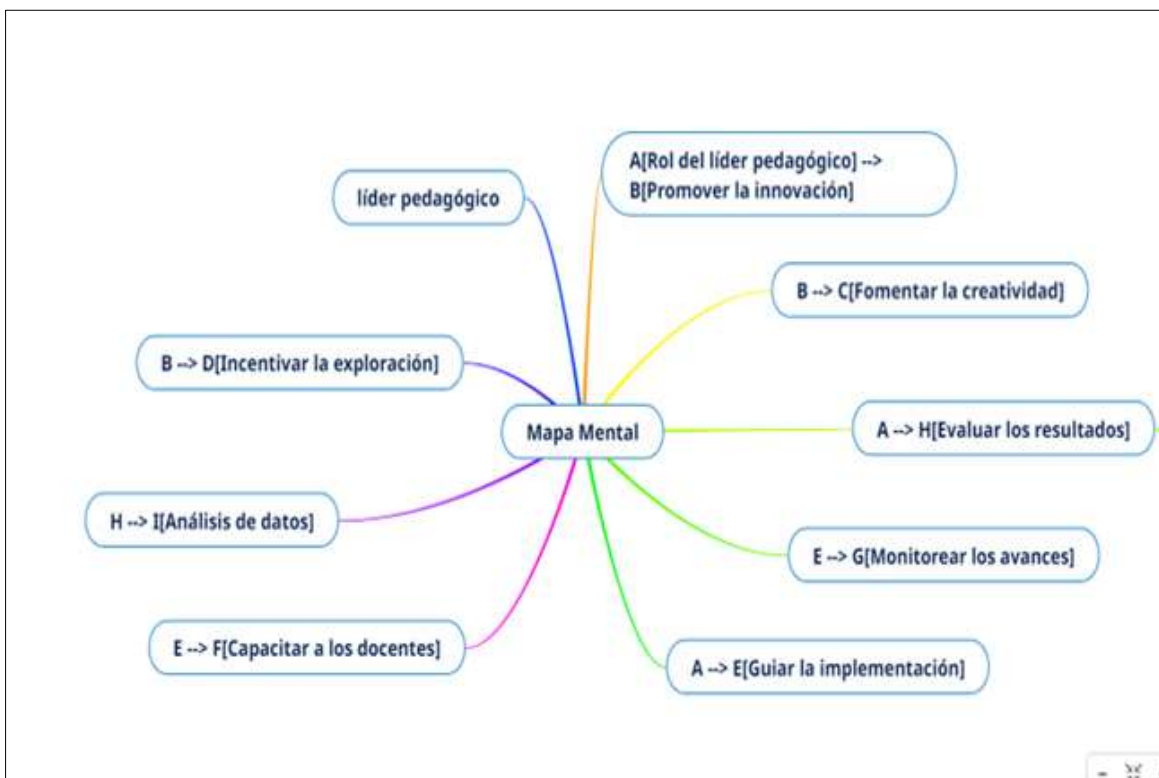 A[Rol del líder pedagógico] -->
B[Promover la innovación]
líder pedagógico
B --> C[Fomentar la creatividad]
B --> D[Incentivar la exploración]
Mapa Mental
A --> H[Evaluar los resultados]
H --> I[Análisis de datos]
E --> G[Monitorear los avances]
E --> F[Capacitar a los docentes]
A --> E[Guiar la implementación]